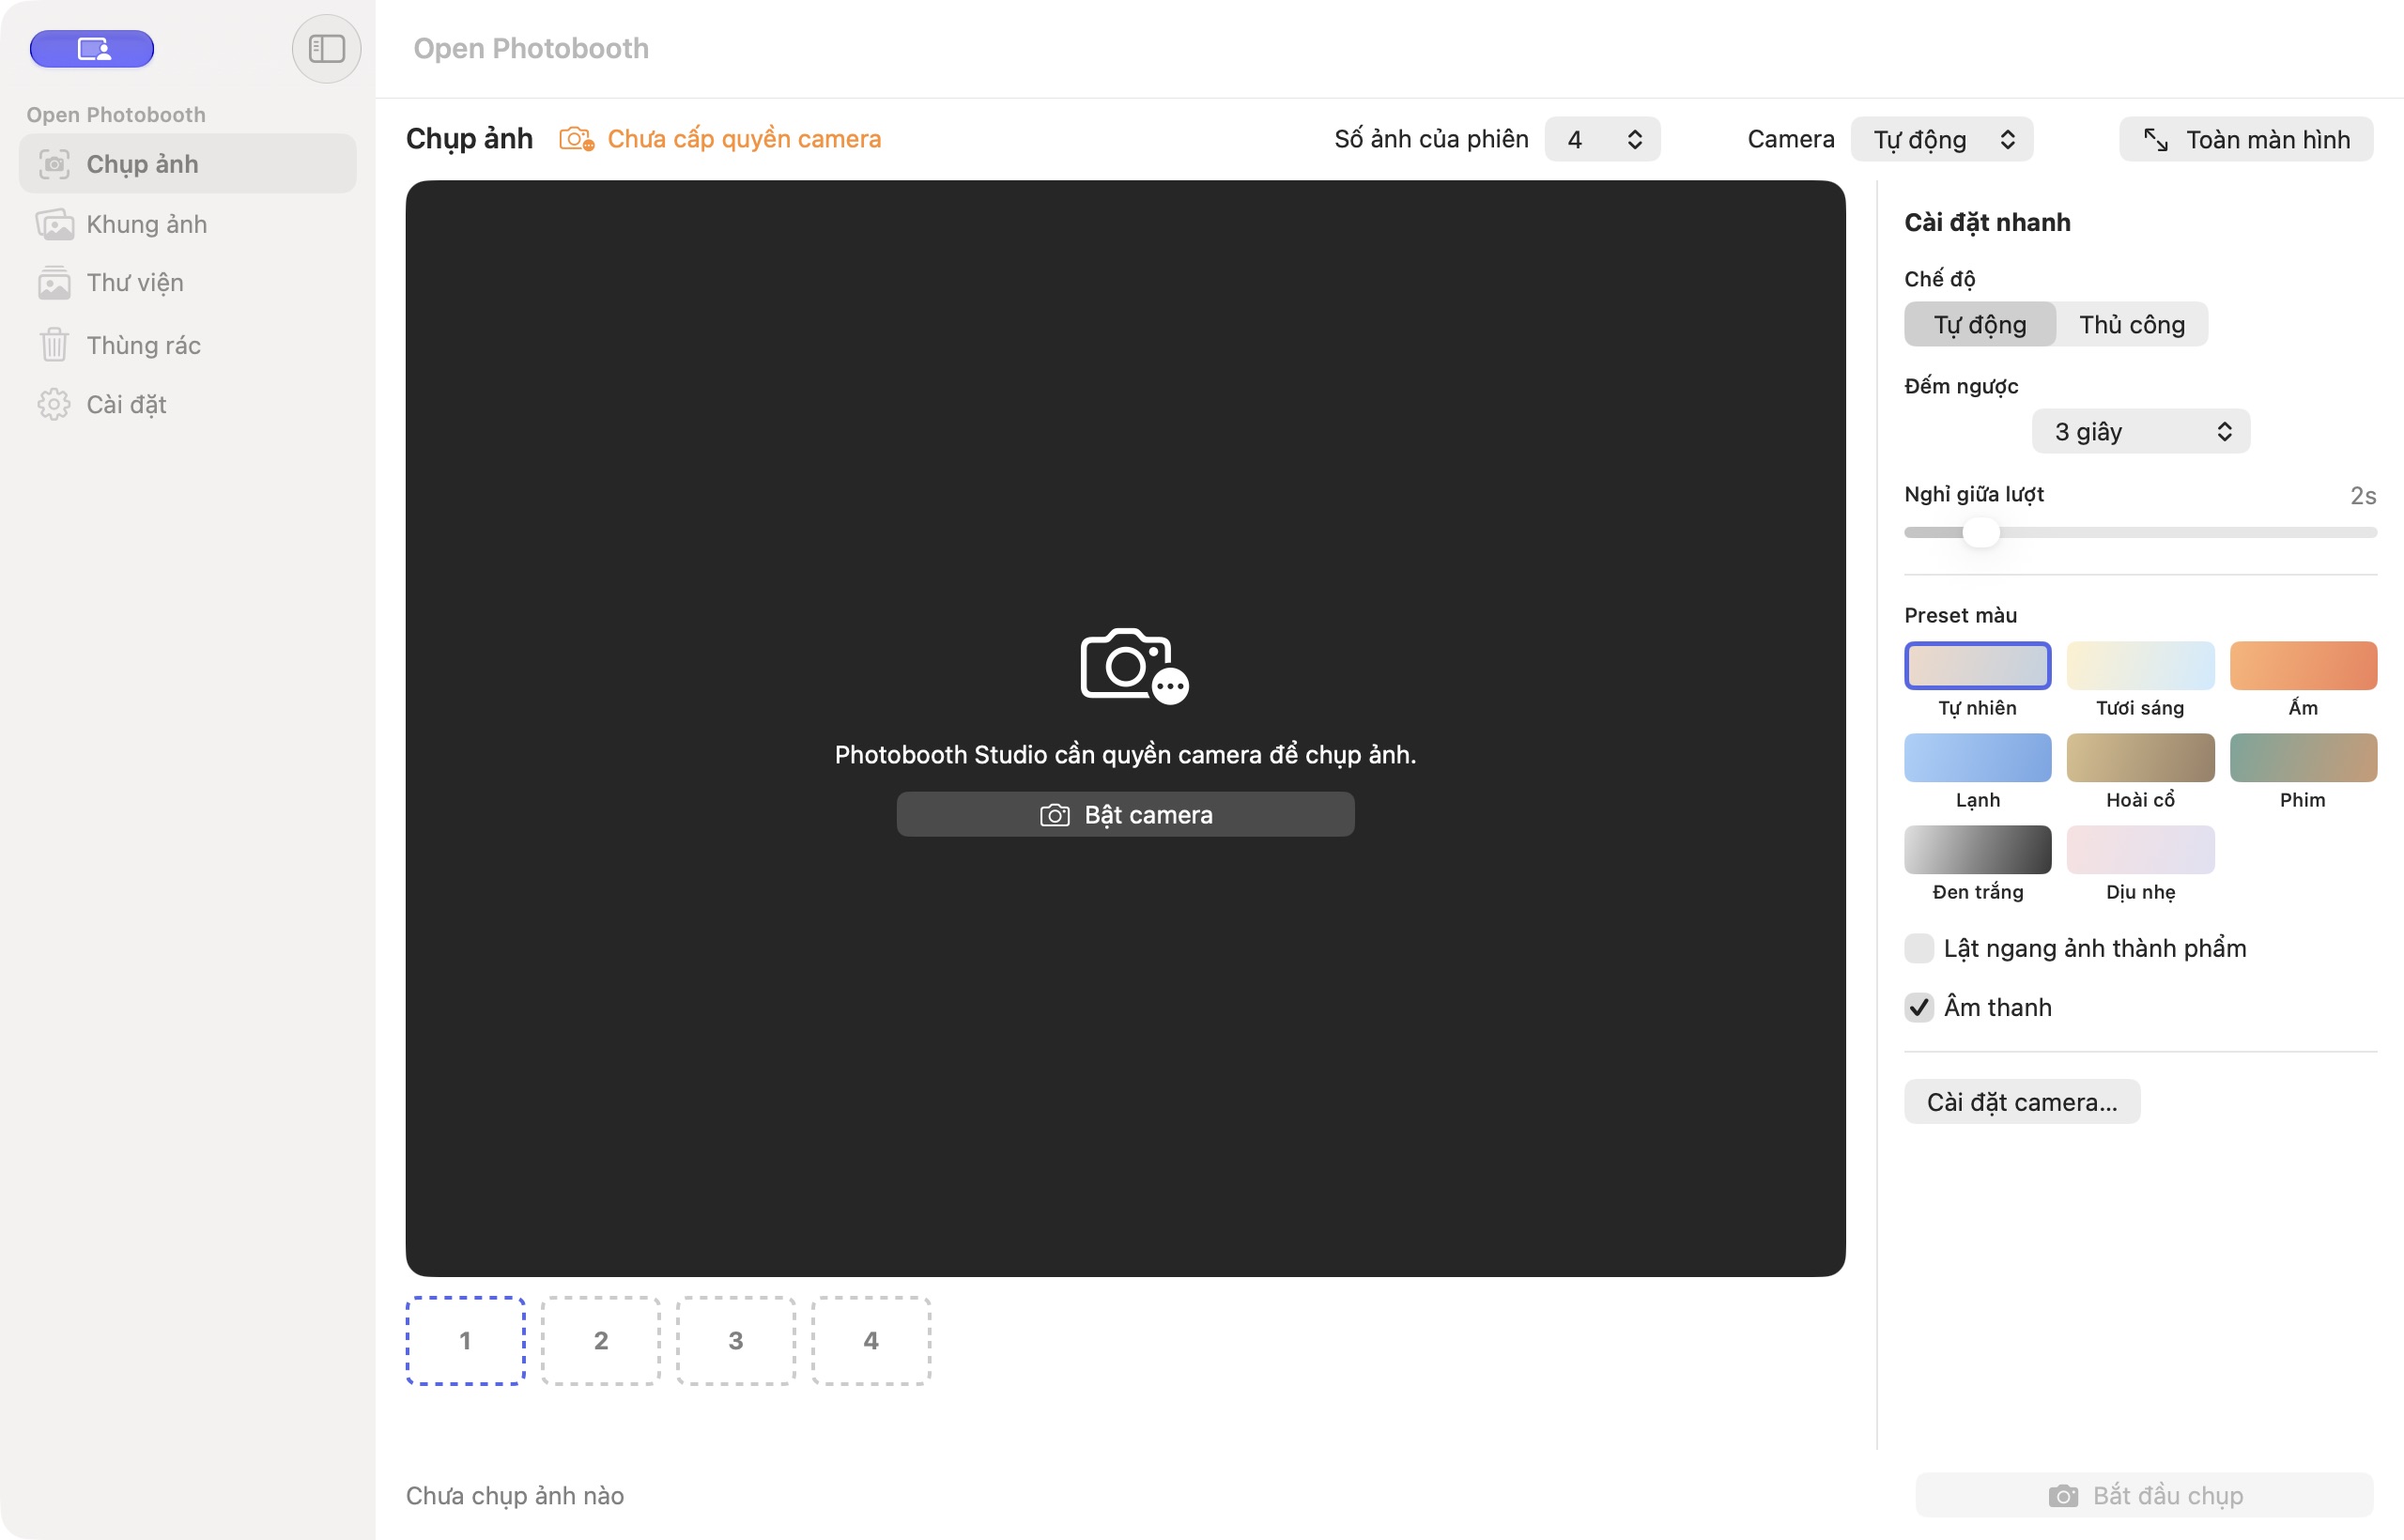 Open Photobooth
Open Photobooth
Chụp ảnh
Khung ảnh
Thư viện
Thùng rác
Cài đặt
Chụp ảnh
Chưa cấp quyền camera
Số ảnh của phiên
4
Camera
Tự động
Toàn màn hình
Photobooth Studio cần quyền camera để chụp ảnh.
Bật camera
1
2
3
4
Chưa chụp ảnh nào
Cài đặt nhanh
Chế độ
Tự động
Thủ công
Đếm ngược
3 giây
Nghỉ giữa lượt
2s
Preset màu
Tự nhiên
Tươi sáng
Ấm
Lạnh
Hoài cổ
Phim
Đen trắng
Dịu nhẹ
Lật ngang ảnh thành phẩm
Âm thanh
Cài đặt camera...
Bắt đầu chụp